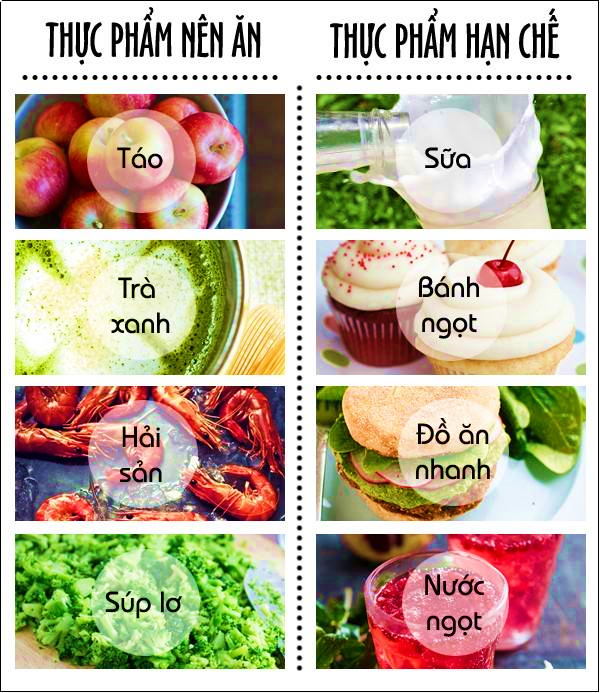 THỰC PHẨM NÊN ĂN
Táo
Trà
xanh
Hải
sản
Súp lơ
THỰC PHẨM HẠN CHẾ
Sữa
Bánh
ngọt
Đồ ăn
nhanh
Nước
ngọt